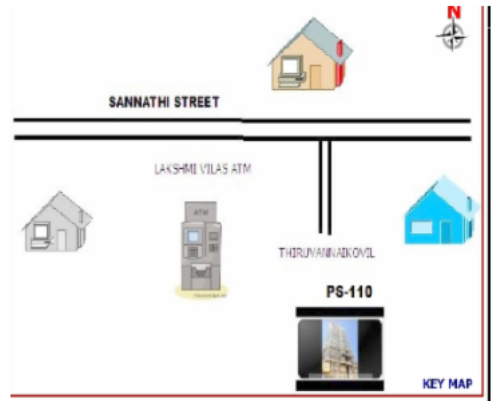 N
SANNATHI STREET
LAKSHMI VILAS ATM
ATM
THIRUVANNAIKOVIL
PS-110
KEY MAP